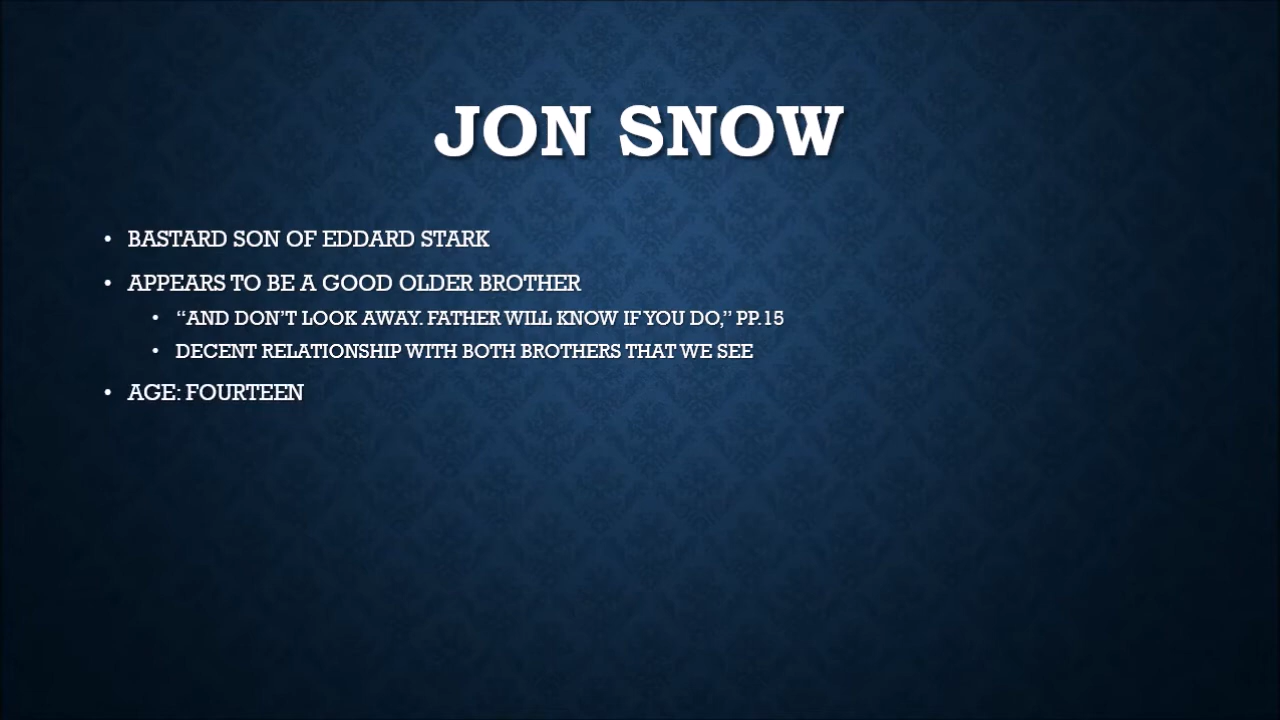 JON SNOW
• BASTARD SON OF EDDARD STARK
• APPEARS TO BE A GOOD OLDER BROTHER
• “AND DON’T LOOK AWAY. FATHER WILL KNOW IF YOU DO,” PP.15
• DECENT RELATIONSHIP WITH BOTH BROTHERS THAT WE SEE
• AGE: FOURTEEN